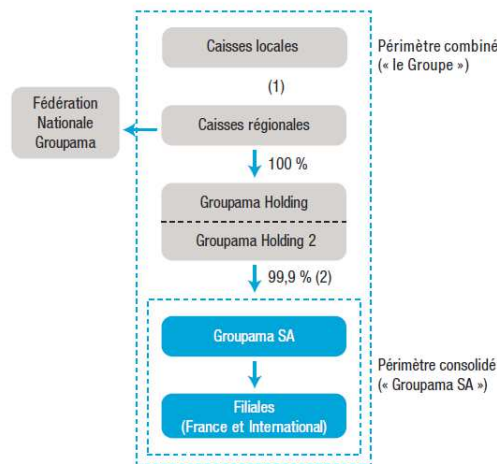 Caisses locales
Périmètre combiné
(« le Groupe »)
(1)
Fédération
Nationale
Groupama
Caisses régionales
100 %
Groupama Holding
Groupama Holding 2
99,9 % (2)
Groupama SA
Périmètre consolidé
(« Groupama SA »)
Filiales
(France et International)